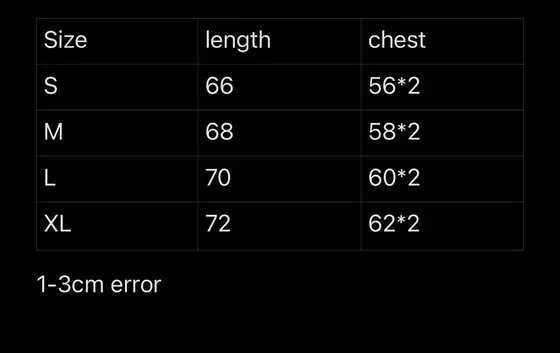 Size length chest
S 66 56*2
M 68 58*2
L 70 60*2
XL 72 62*2
1-3cm error